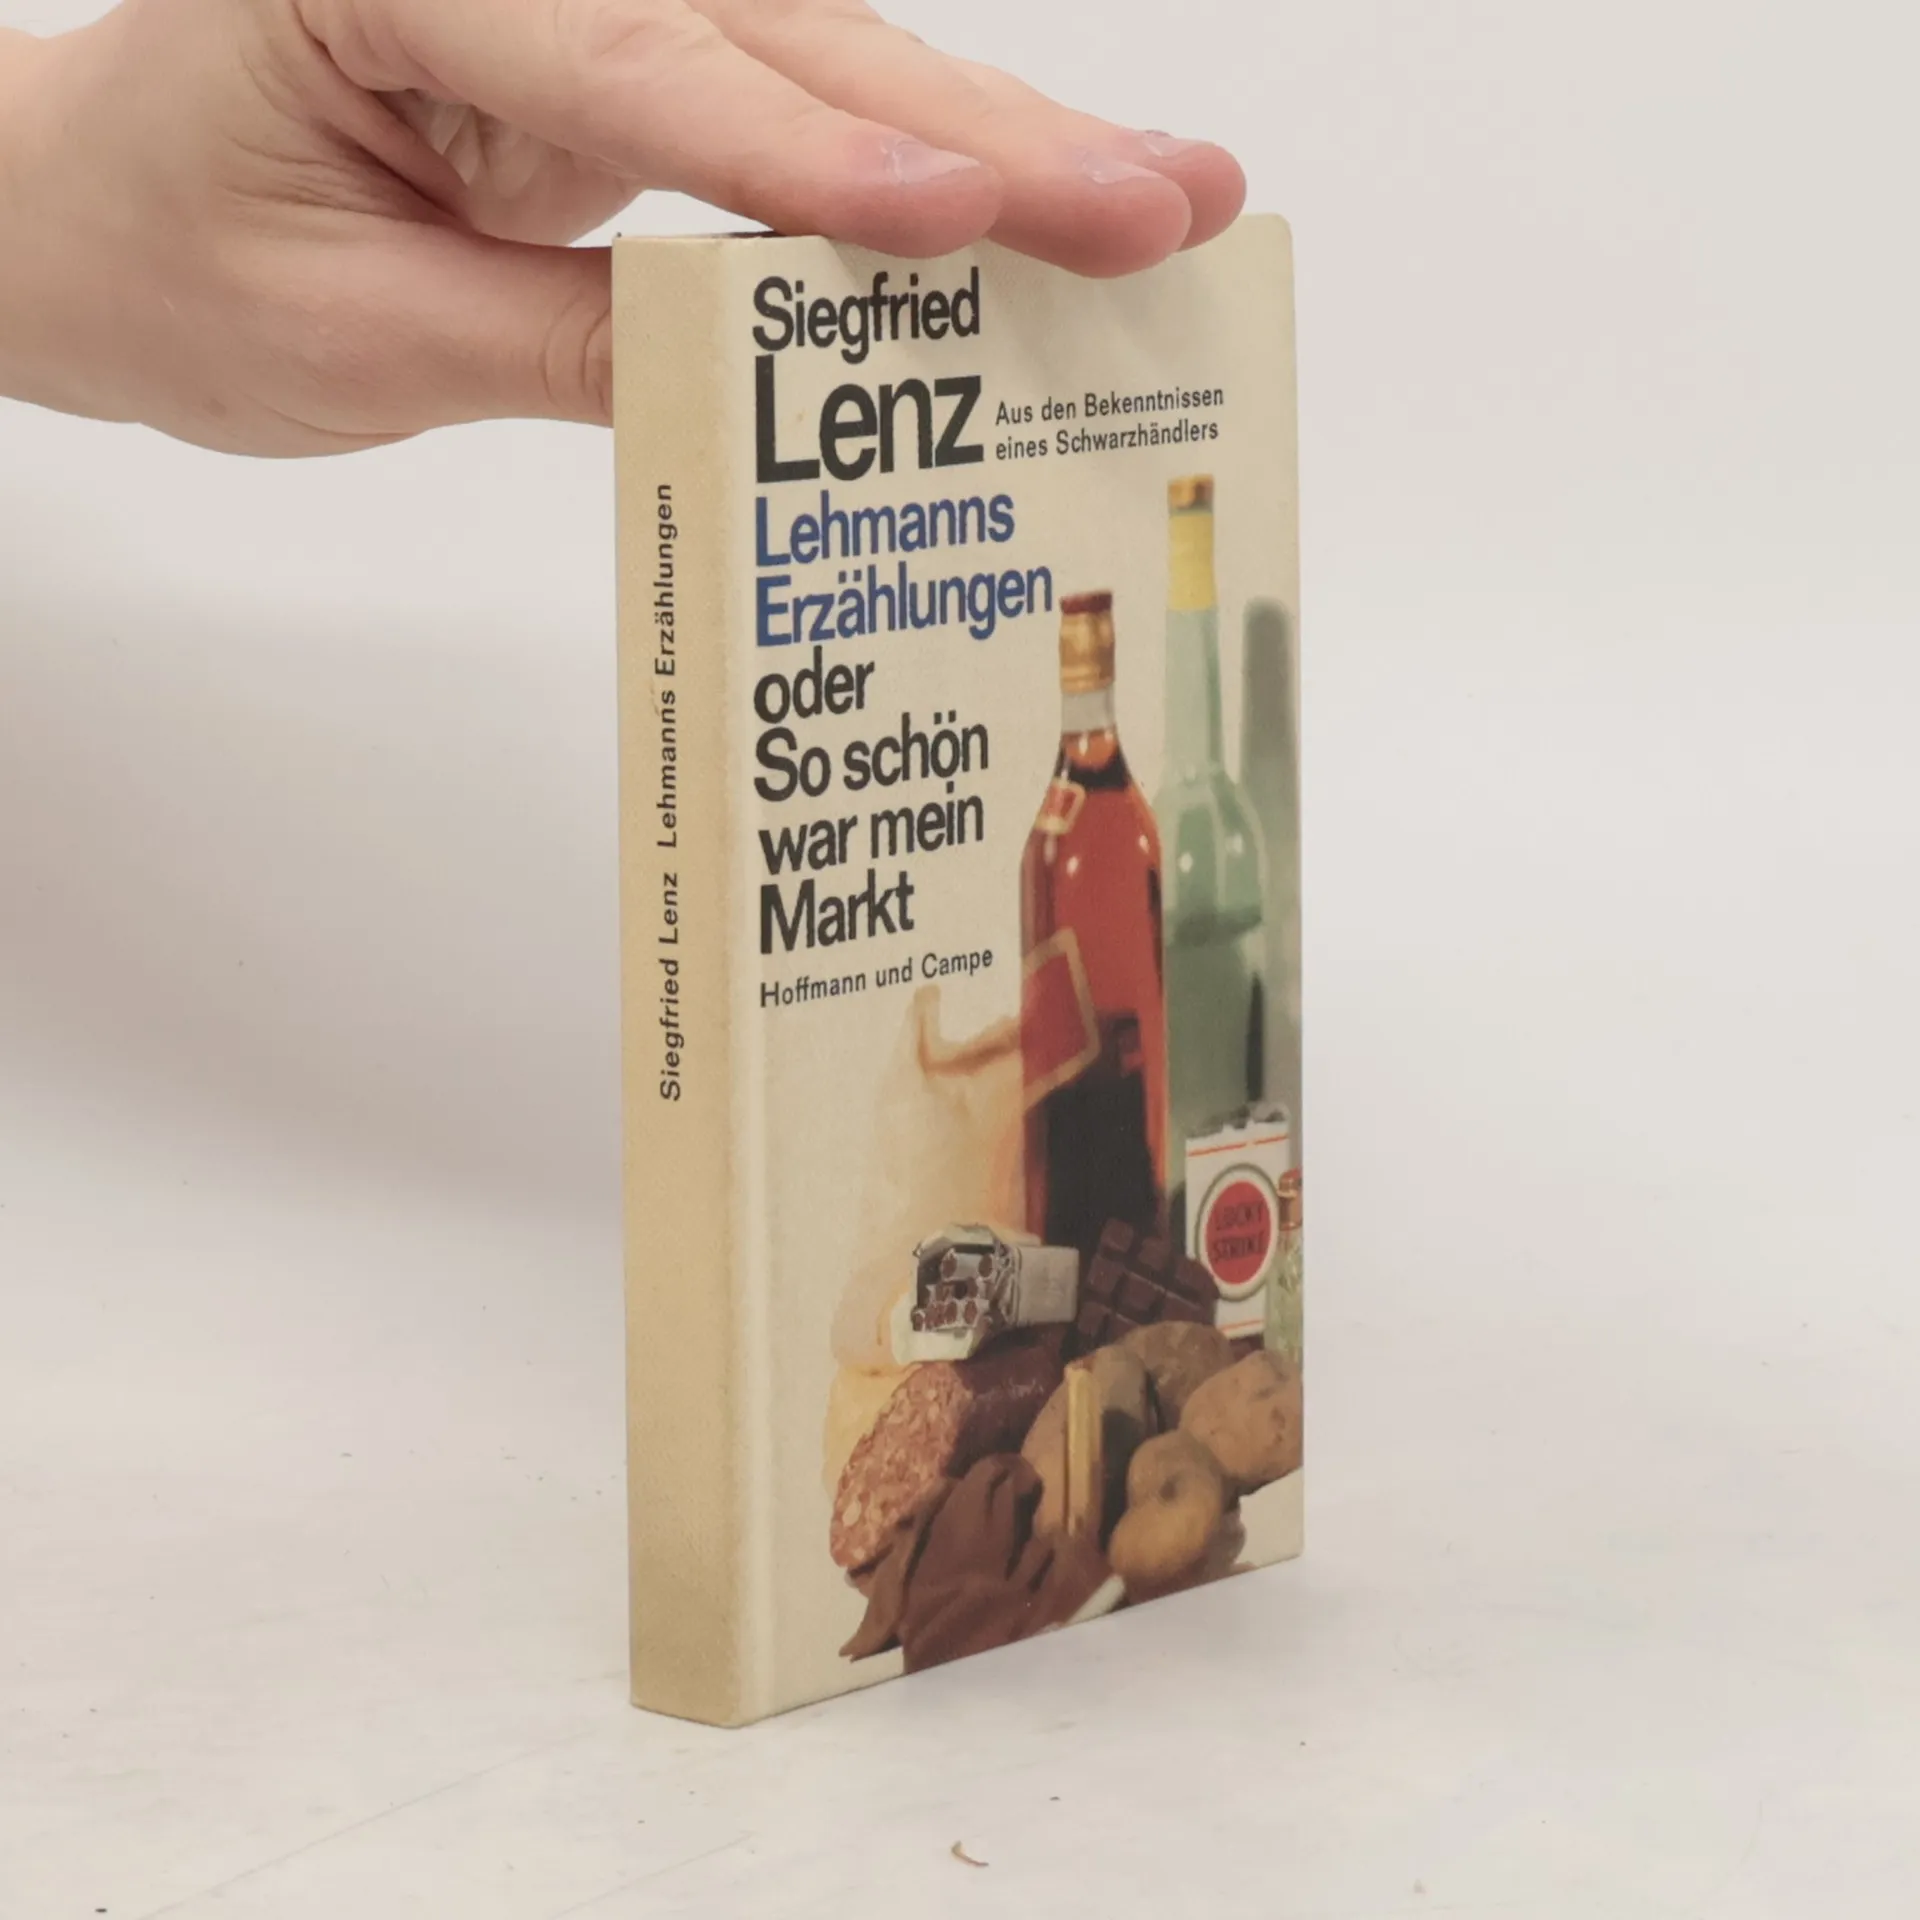 Siegfried Lenz Lehmanns Erzählungen
Siegfried
Lenz
Aus den Bekenntnissen
eines Schwarzhändlers
Lehmanns
Erzählungen
oder
So schön
war mein
Markt
Hoffmann und Campe
LUCKY
STRIKE